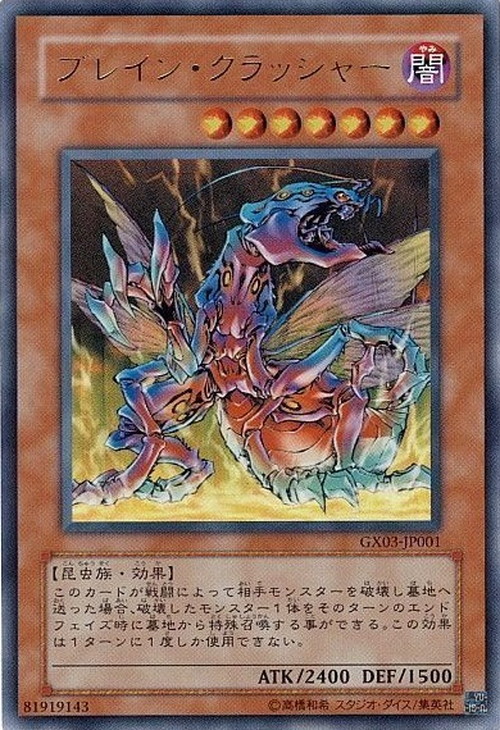 ブレイン・クラッシャー
闇
GX03-JP001
【昆虫族・効果】
このカードが戦闘によって相手モンスターを破壊し墓地へ
送った場合、破壊したモンスター1体をそのターンのエンド
フェイズ時に墓地から特殊召喚する事ができる。この効果
は1ターンに1度しか使用できない。
ATK/2400 DEF/1500
81919143
©高橋和希 スタジオ・ダイス/集英社